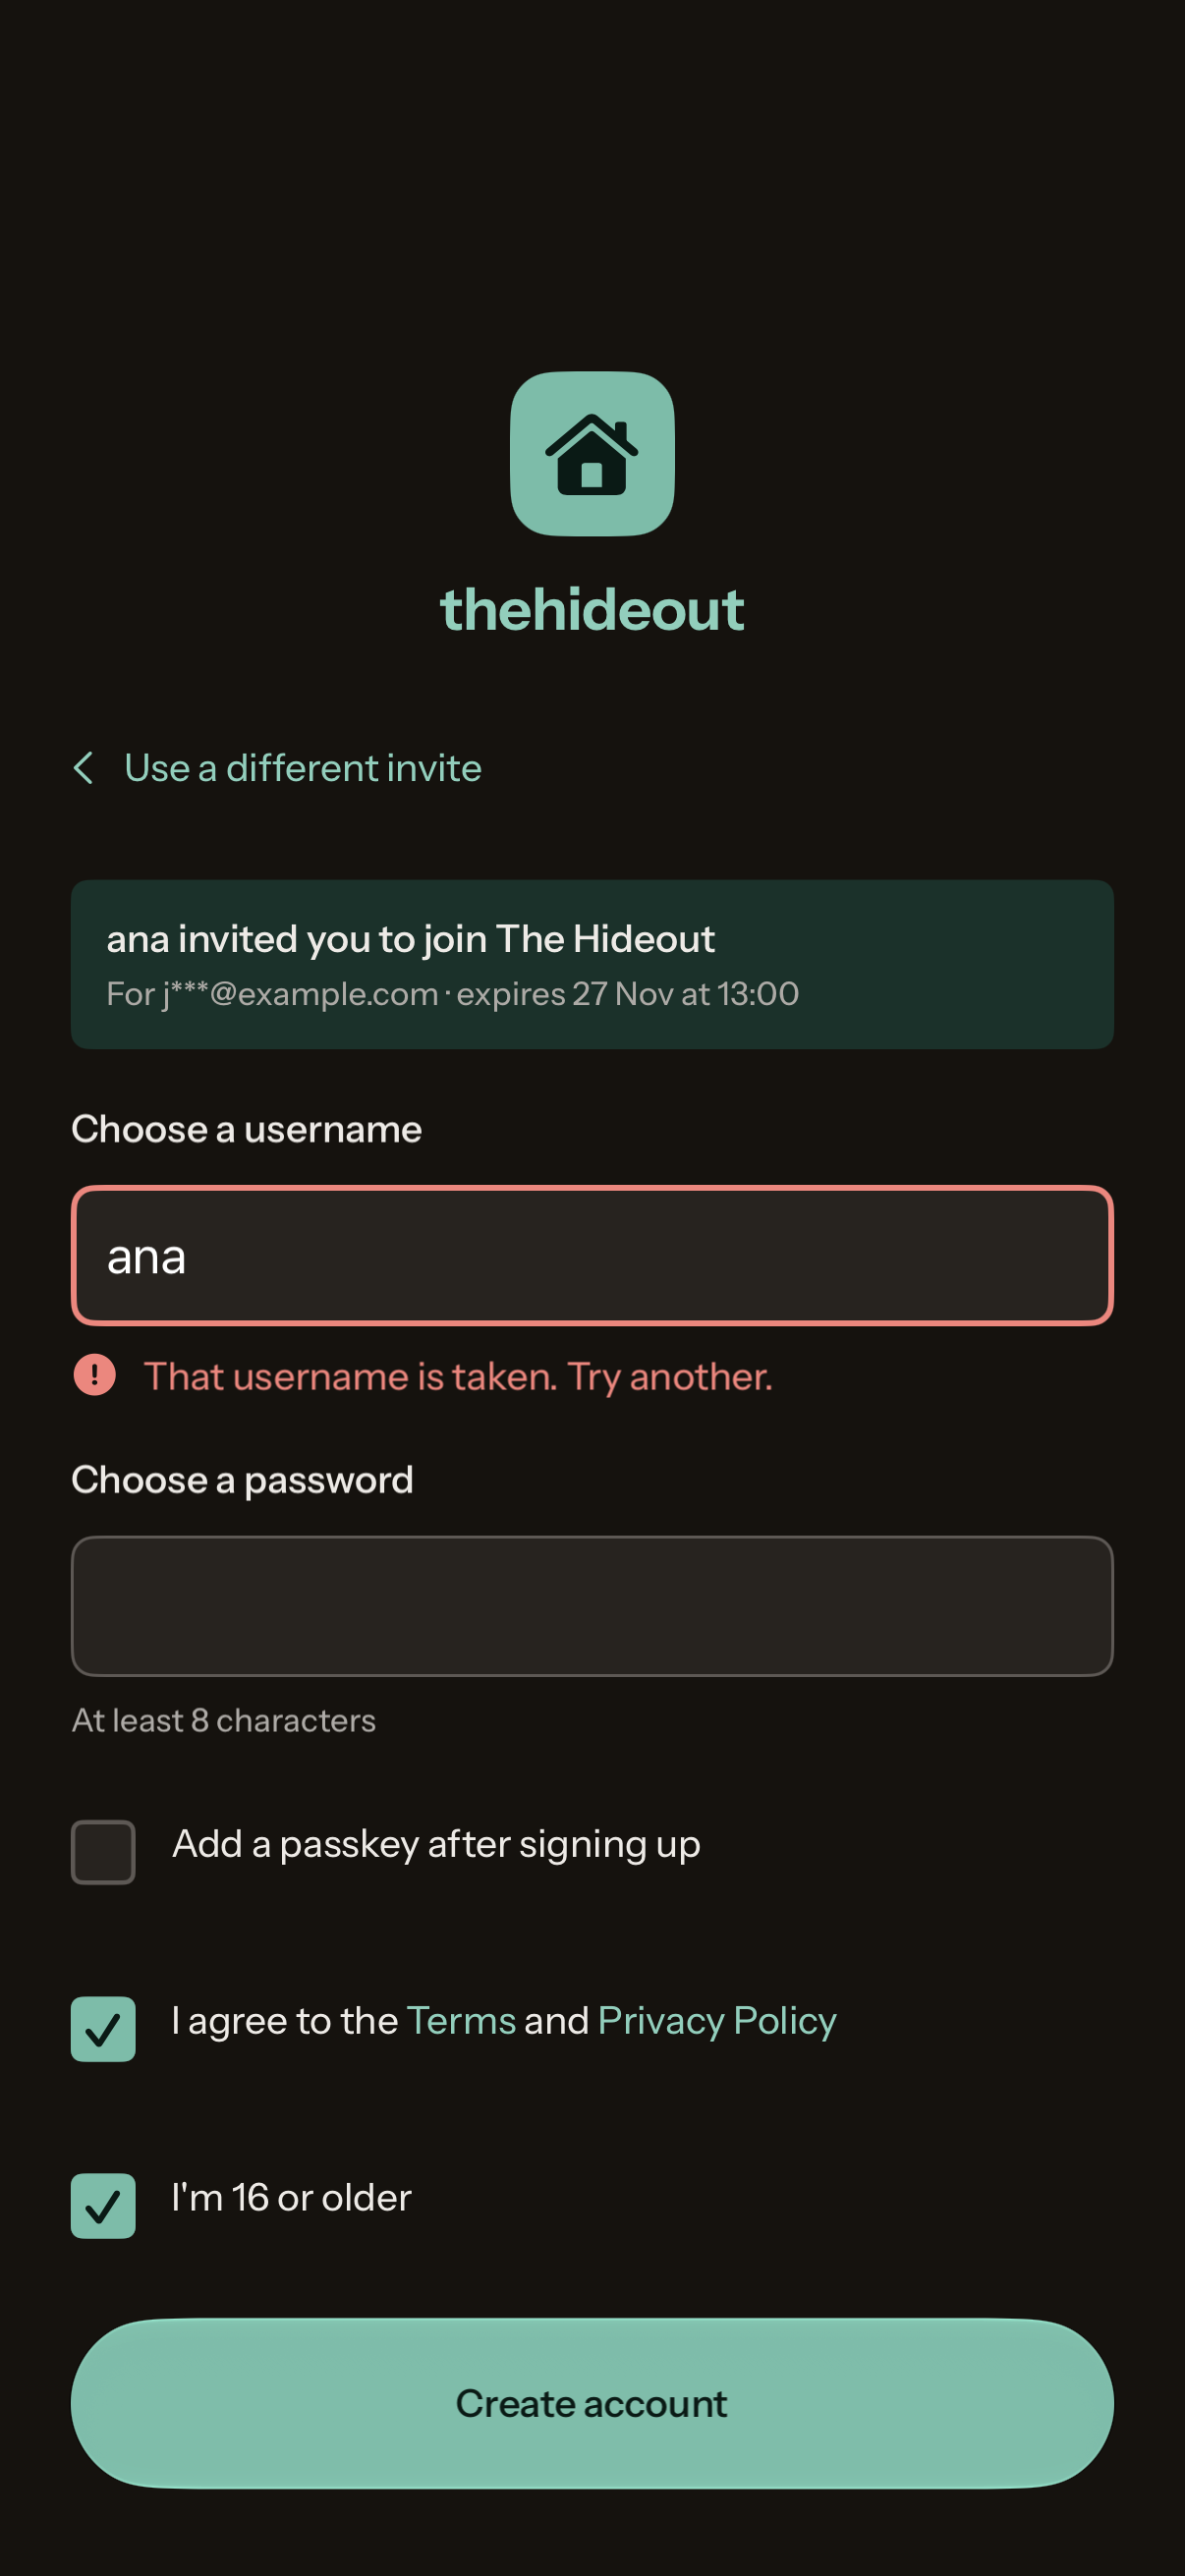 thehideout
Use a different invite
ana invited you to join The Hideout
For j***@example.com · expires 27 Nov at 13:00
Choose a username
ana
That username is taken. Try another.
Choose a password
At least 8 characters
Add a passkey after signing up
I agree to the Terms and Privacy Policy
I'm 16 or older
Create account